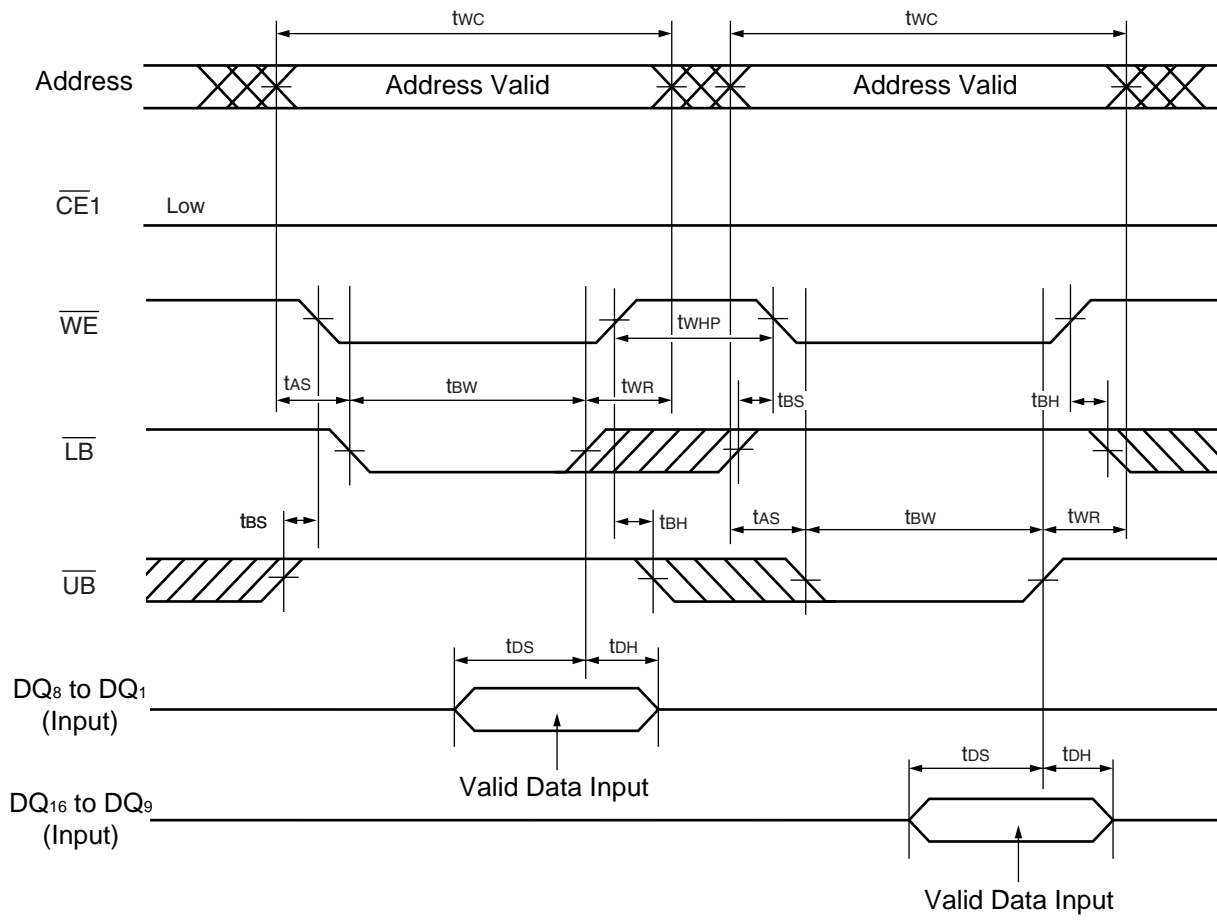 tWC tWC
Address Address Valid Address Valid
CE1 Low
WE tWHP
tAS tBW tWR tBS tBH
LB
tBS tBH tAS tBW tWR
UB
tDS tDH
DQ8 to DQ1
(Input)
tDS tDH
Valid Data Input
DQ16 to DQ9
(Input)
Valid Data Input